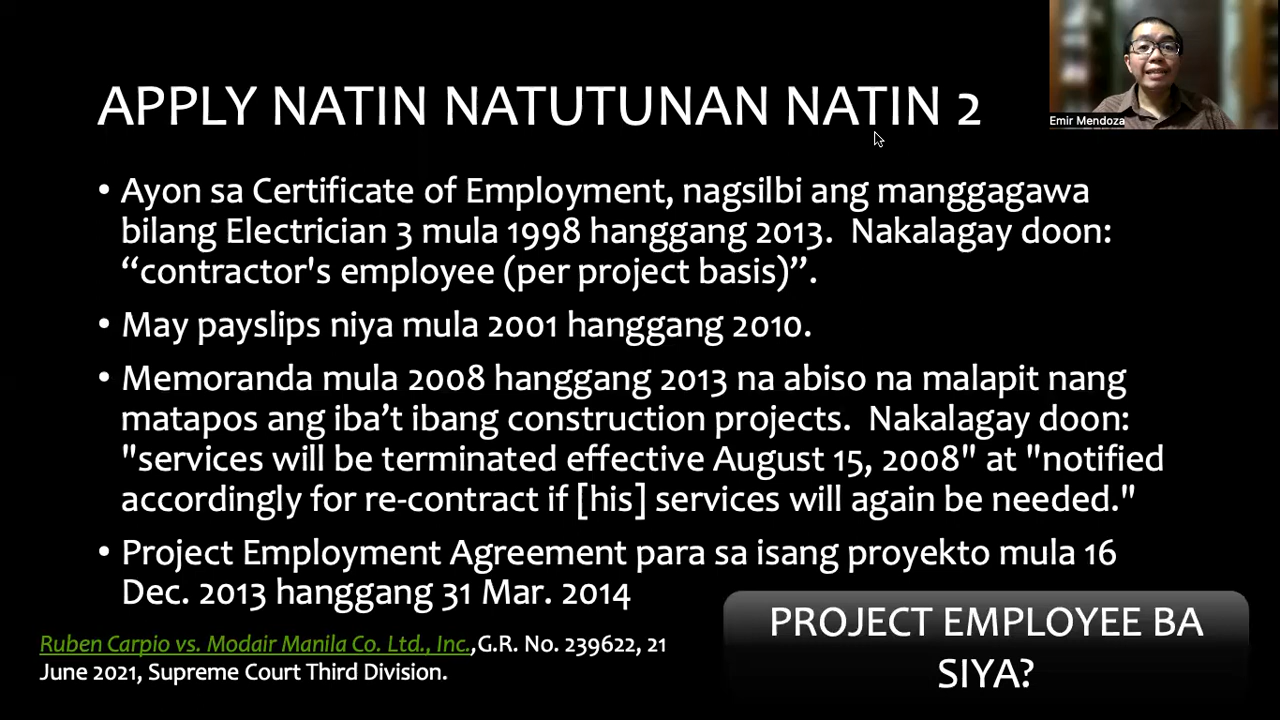 Emir Mendoza
APPLY NATIN NATUTUNAN NATIN 2
• Ayon sa Certificate of Employment, nagsilbi ang manggagawa
bilang Electrician 3 mula 1998 hanggang 2013. Nakalagay doon:
“contractor's employee (per project basis)”.
• May payslips niya mula 2001 hanggang 2010.
• Memoranda mula 2008 hanggang 2013 na abiso na malapit nang
matapos ang iba’t ibang construction projects. Nakalagay doon:
"services will be terminated effective August 15, 2008" at "notified
accordingly for re-contract if [his] services will again be needed."
• Project Employment Agreement para sa isang proyekto mula 16
Dec. 2013 hanggang 31 Mar. 2014
PROJECT EMPLOYEE BA
SIYA?
Ruben Carpio vs. Modair Manila Co. Ltd., Inc.,G.R. No. 239622, 21
June 2021, Supreme Court Third Division.